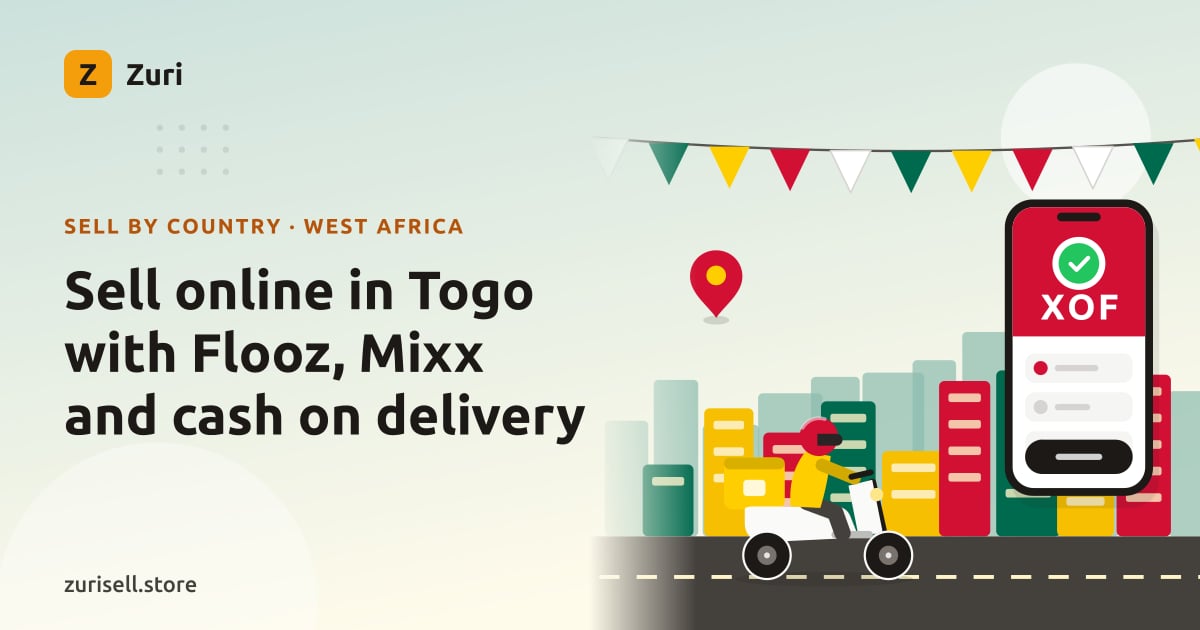 Z Zuri
SELL BY COUNTRY · WEST AFRICA
Sell online in Togo
with Flooz, Mixx
and cash on delivery
XOF
zurisell.store